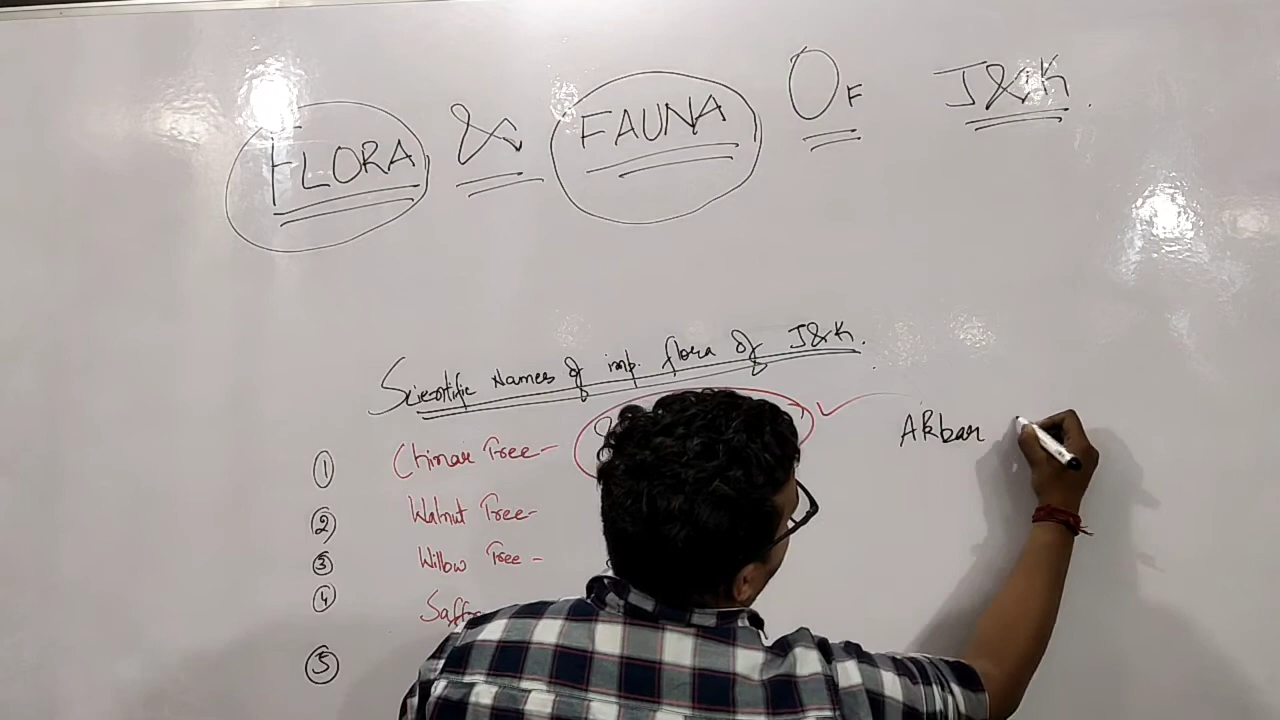 FLORA & FAUNA OF J&K.
Scientific Names of imp. flora of J&K.
1 Chinar Tree-
Akbar
2 Walnut Tree-
3 Willow Tree -
4
5